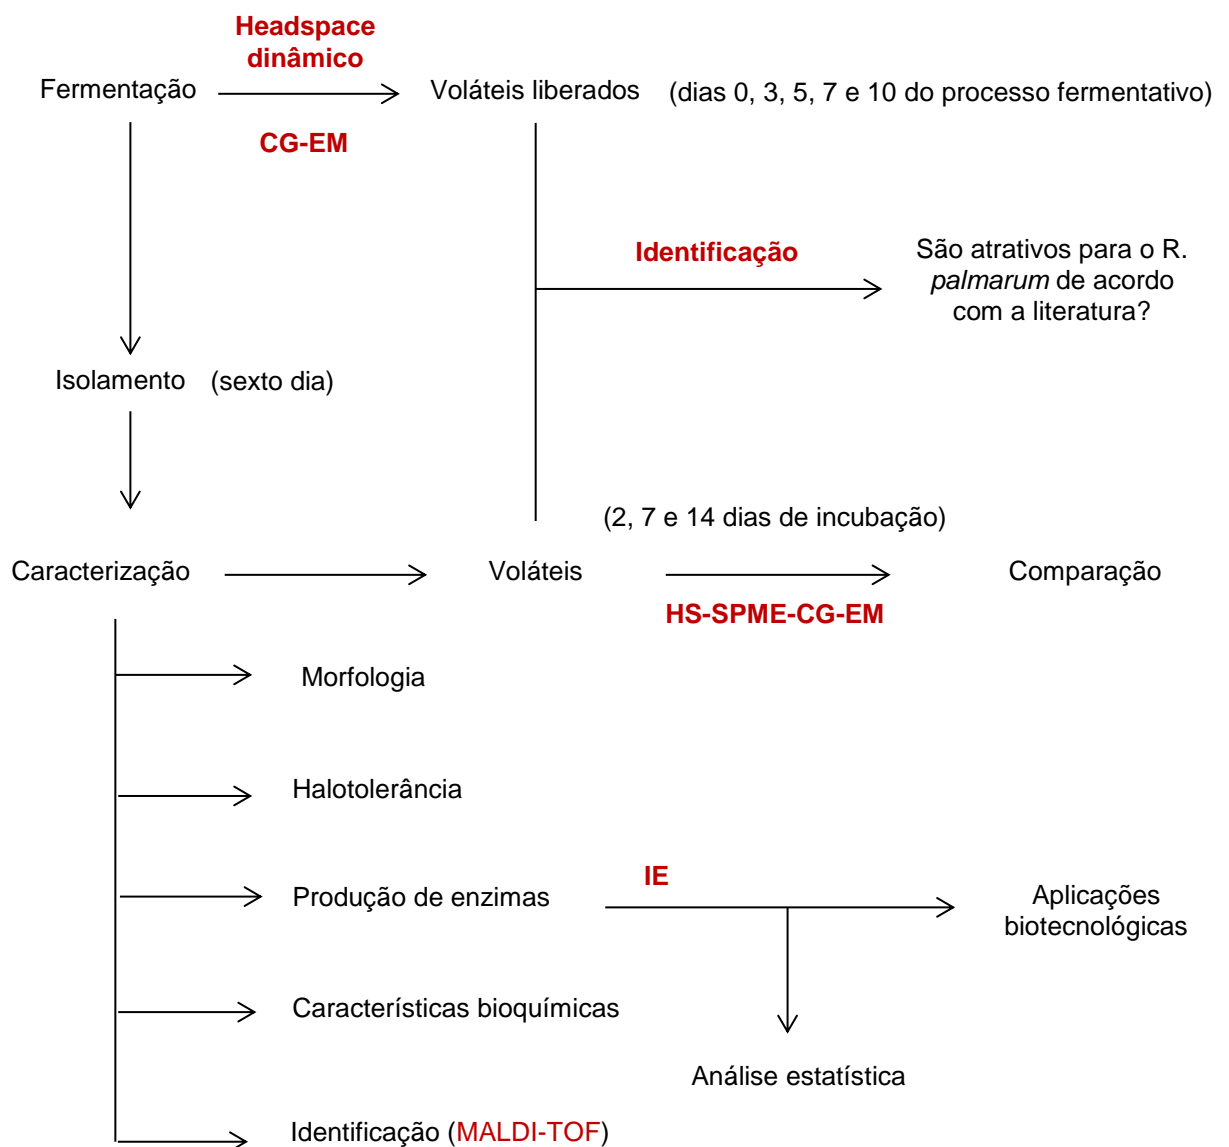 Headspace
dinâmico
Fermentação
Voláteis liberados
(dias 0, 3, 5, 7 e 10 do processo fermentativo)
CG-EM
Identificação
São atrativos para o R.
palmarum de acordo
com a literatura?
Isolamento
(sexto dia)
(2, 7 e 14 dias de incubação)
Caracterização
Voláteis
Comparação
HS-SPME-CG-EM
Morfologia
Halotolerância
Produção de enzimas
IE
Aplicações
biotecnológicas
Características bioquímicas
Análise estatística
Identificação (MALDI-TOF)